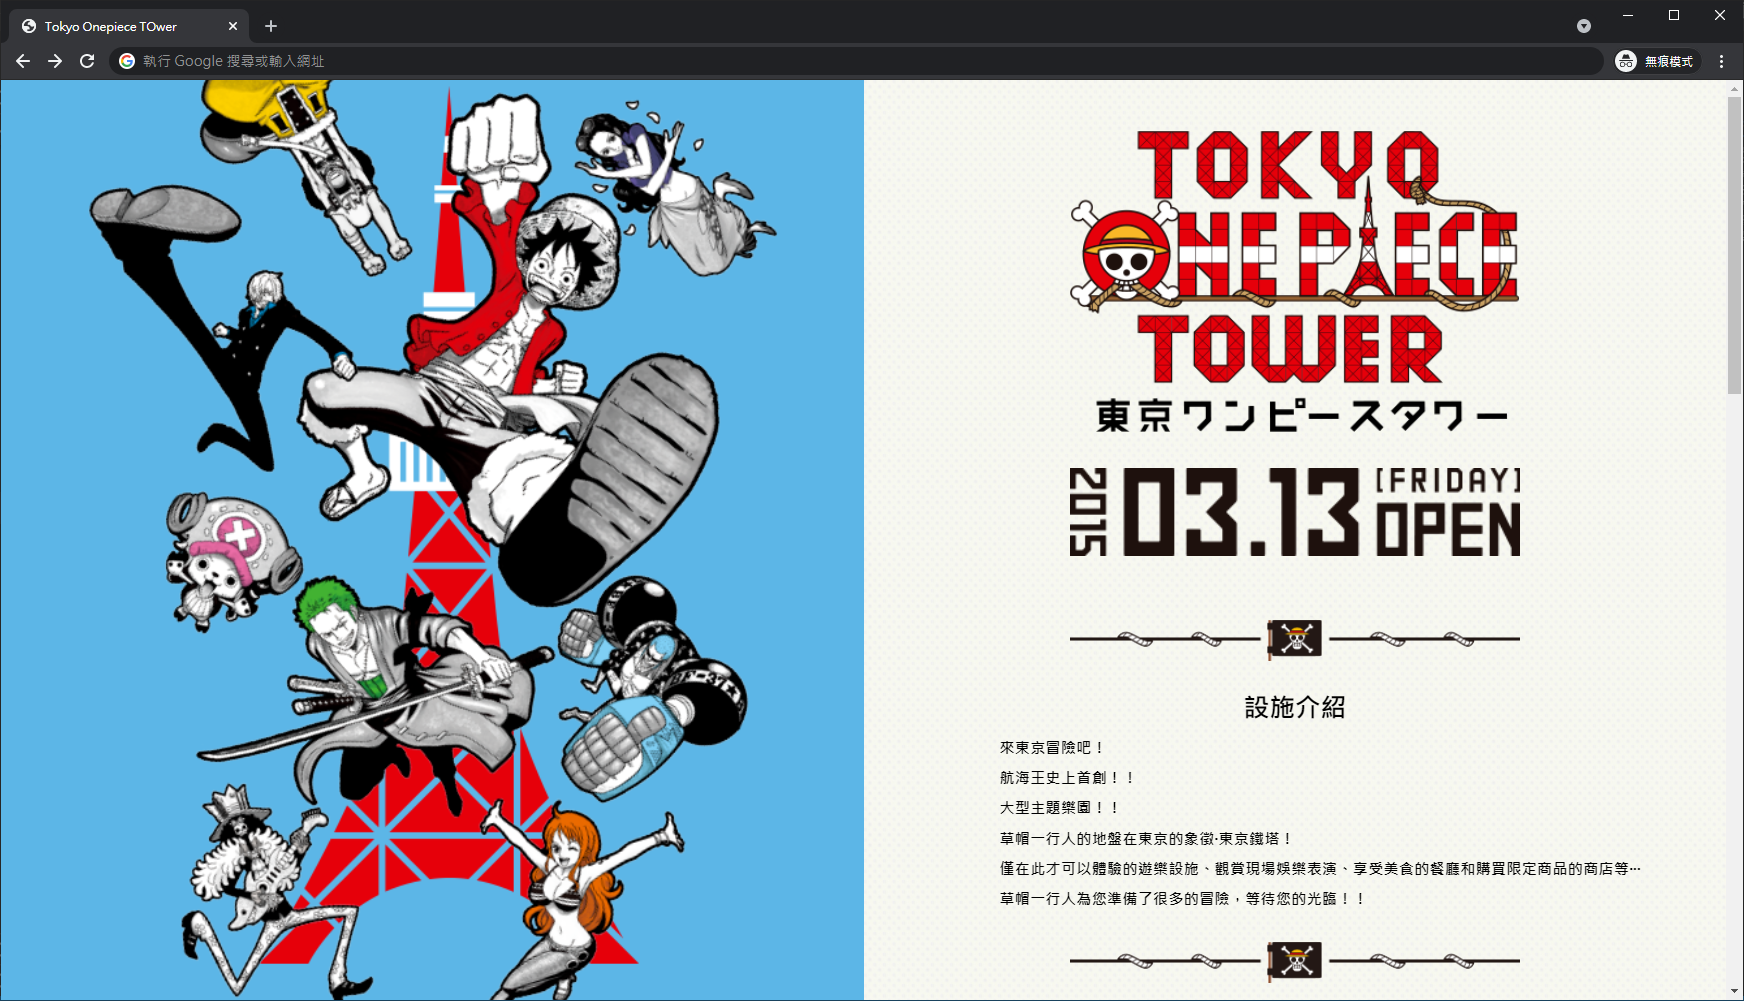 Tokyo Onepiece TOwer
執行 Google 搜尋或輸入網址
無痕模式
TOKYO
ONE PIECE
TOWER
東京ワンピースタワー
2015 03.13 [FRIDAY] OPEN
BF-37★
設施介紹
來東京冒險吧！
航海王史上首創！！
大型主題樂園！！
草帽一行人的地盤在東京的象徵‧東京鐵塔！
僅在此才可以體驗的遊樂設施、觀賞現場娛樂表演、享受美食的餐廳和購買限定商品的商店等…
草帽一行人為您準備了很多的冒險，等待您的光臨！！